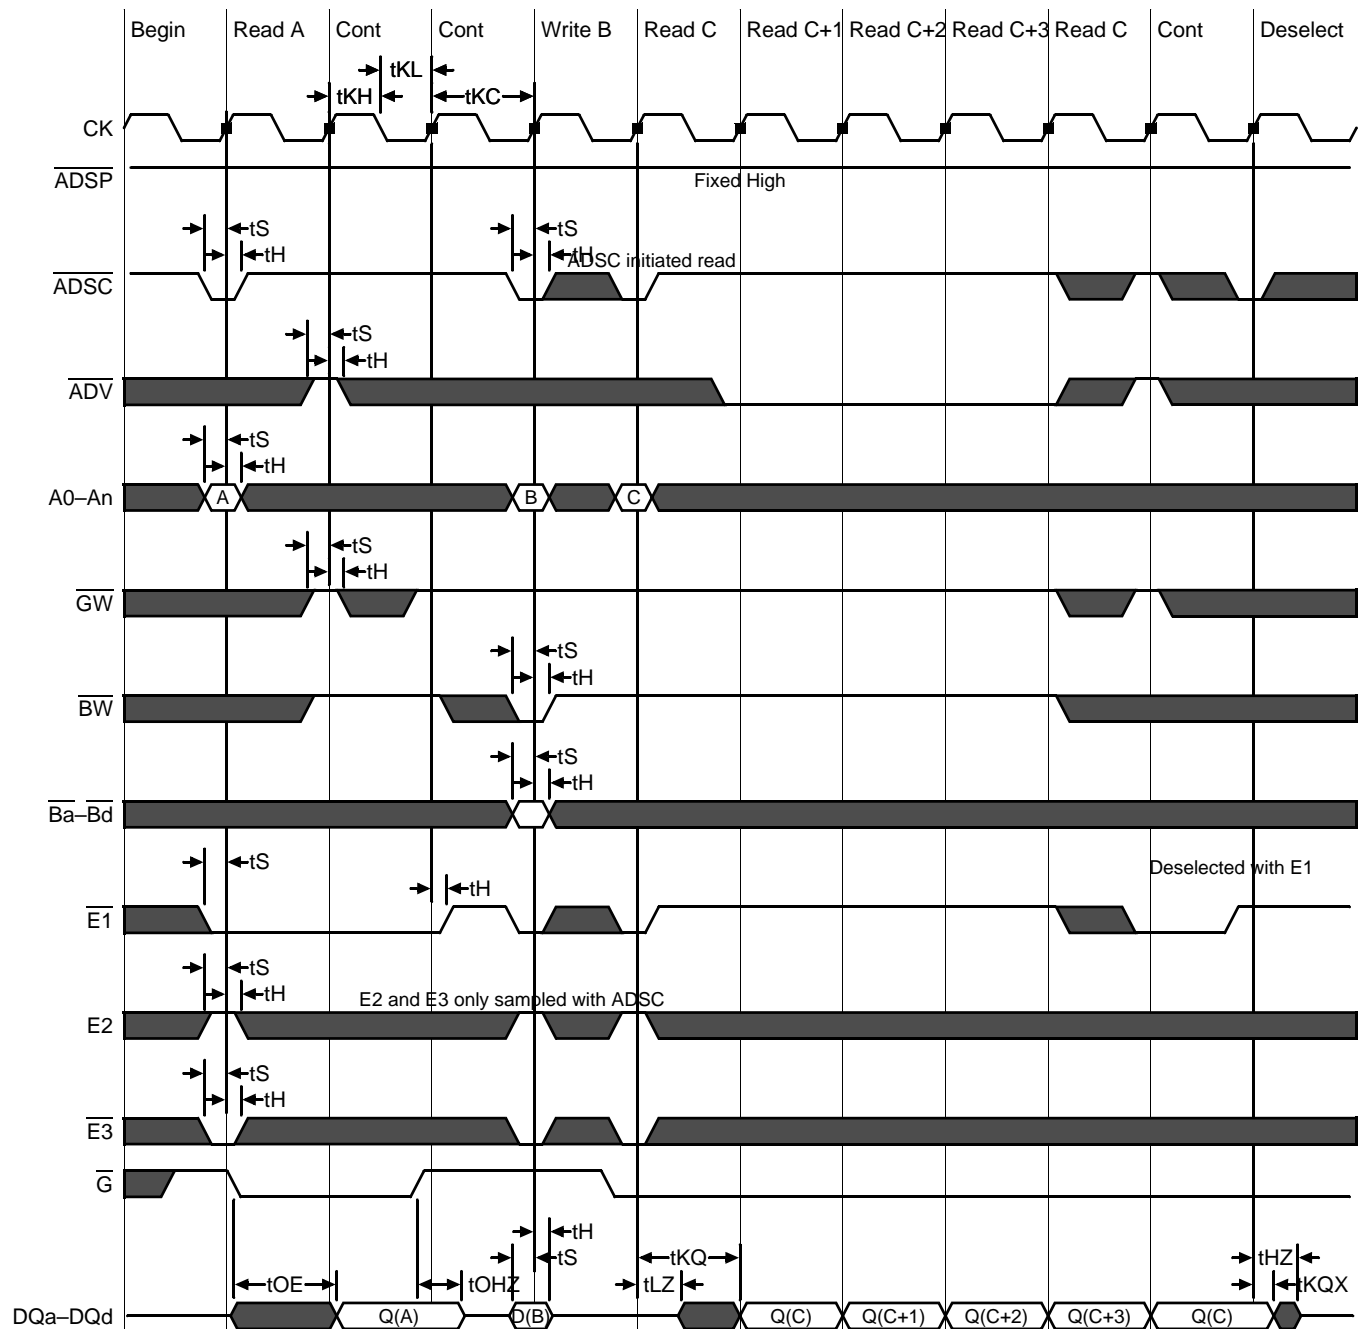 Begin Read A Cont Cont Write B Read C Read C+1 Read C+2 Read C+3 Read C Cont Deselect
tKL
tKH tKC
CK
ADSP
Fixed High
tS tS
tH tH
ADSC initiated read
ADSC
tS
tH
ADV
tS
tH
A0–An A B C
tS
tH
GW
tS
tH
BW
tS
tH
Ba–Bd
tS
Deselected with E1
tH
E1
tS
tH
E2 and E3 only sampled with ADSC
E2
tS
tH
E3
G
tH
tS tKQ tHZ
tOE tOHZ tLZ tKQX
DQa–DQd Q(A) D(B) Q(C) Q(C+1) Q(C+2) Q(C+3) Q(C)